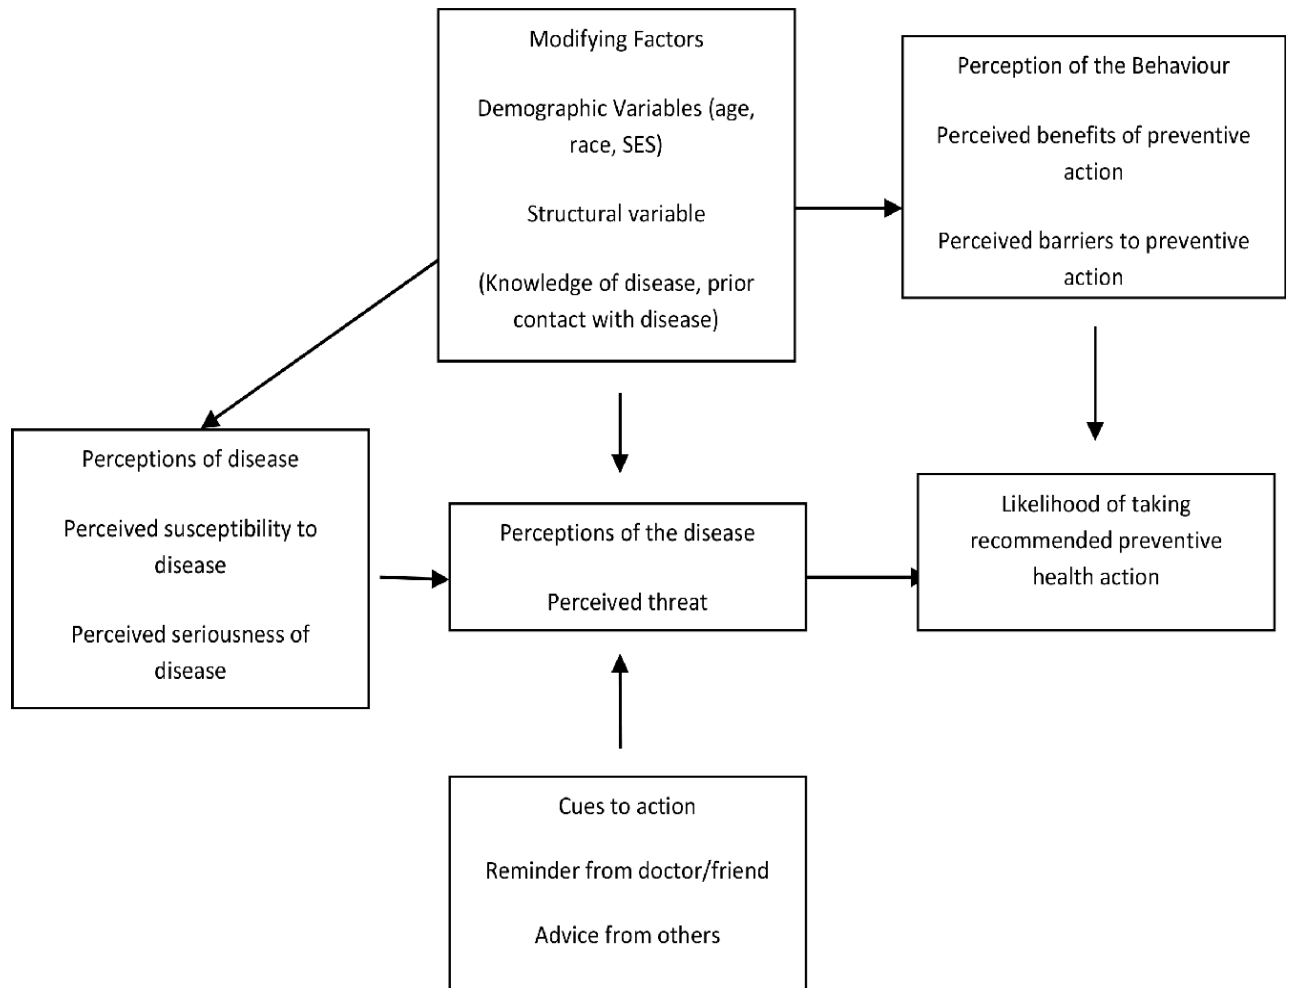 Modifying Factors
Demographic Variables (age,
race, SES)
Structural variable
(Knowledge of disease, prior
contact with disease)
Perception of the Behaviour
Perceived benefits of preventive
action
Perceived barriers to preventive
action
Perceptions of disease
Perceived susceptibility to
disease
Perceived seriousness of
disease
Perceptions of the disease
Perceived threat
Likelihood of taking
recommended preventive
health action
Cues to action
Reminder from doctor/friend
Advice from others